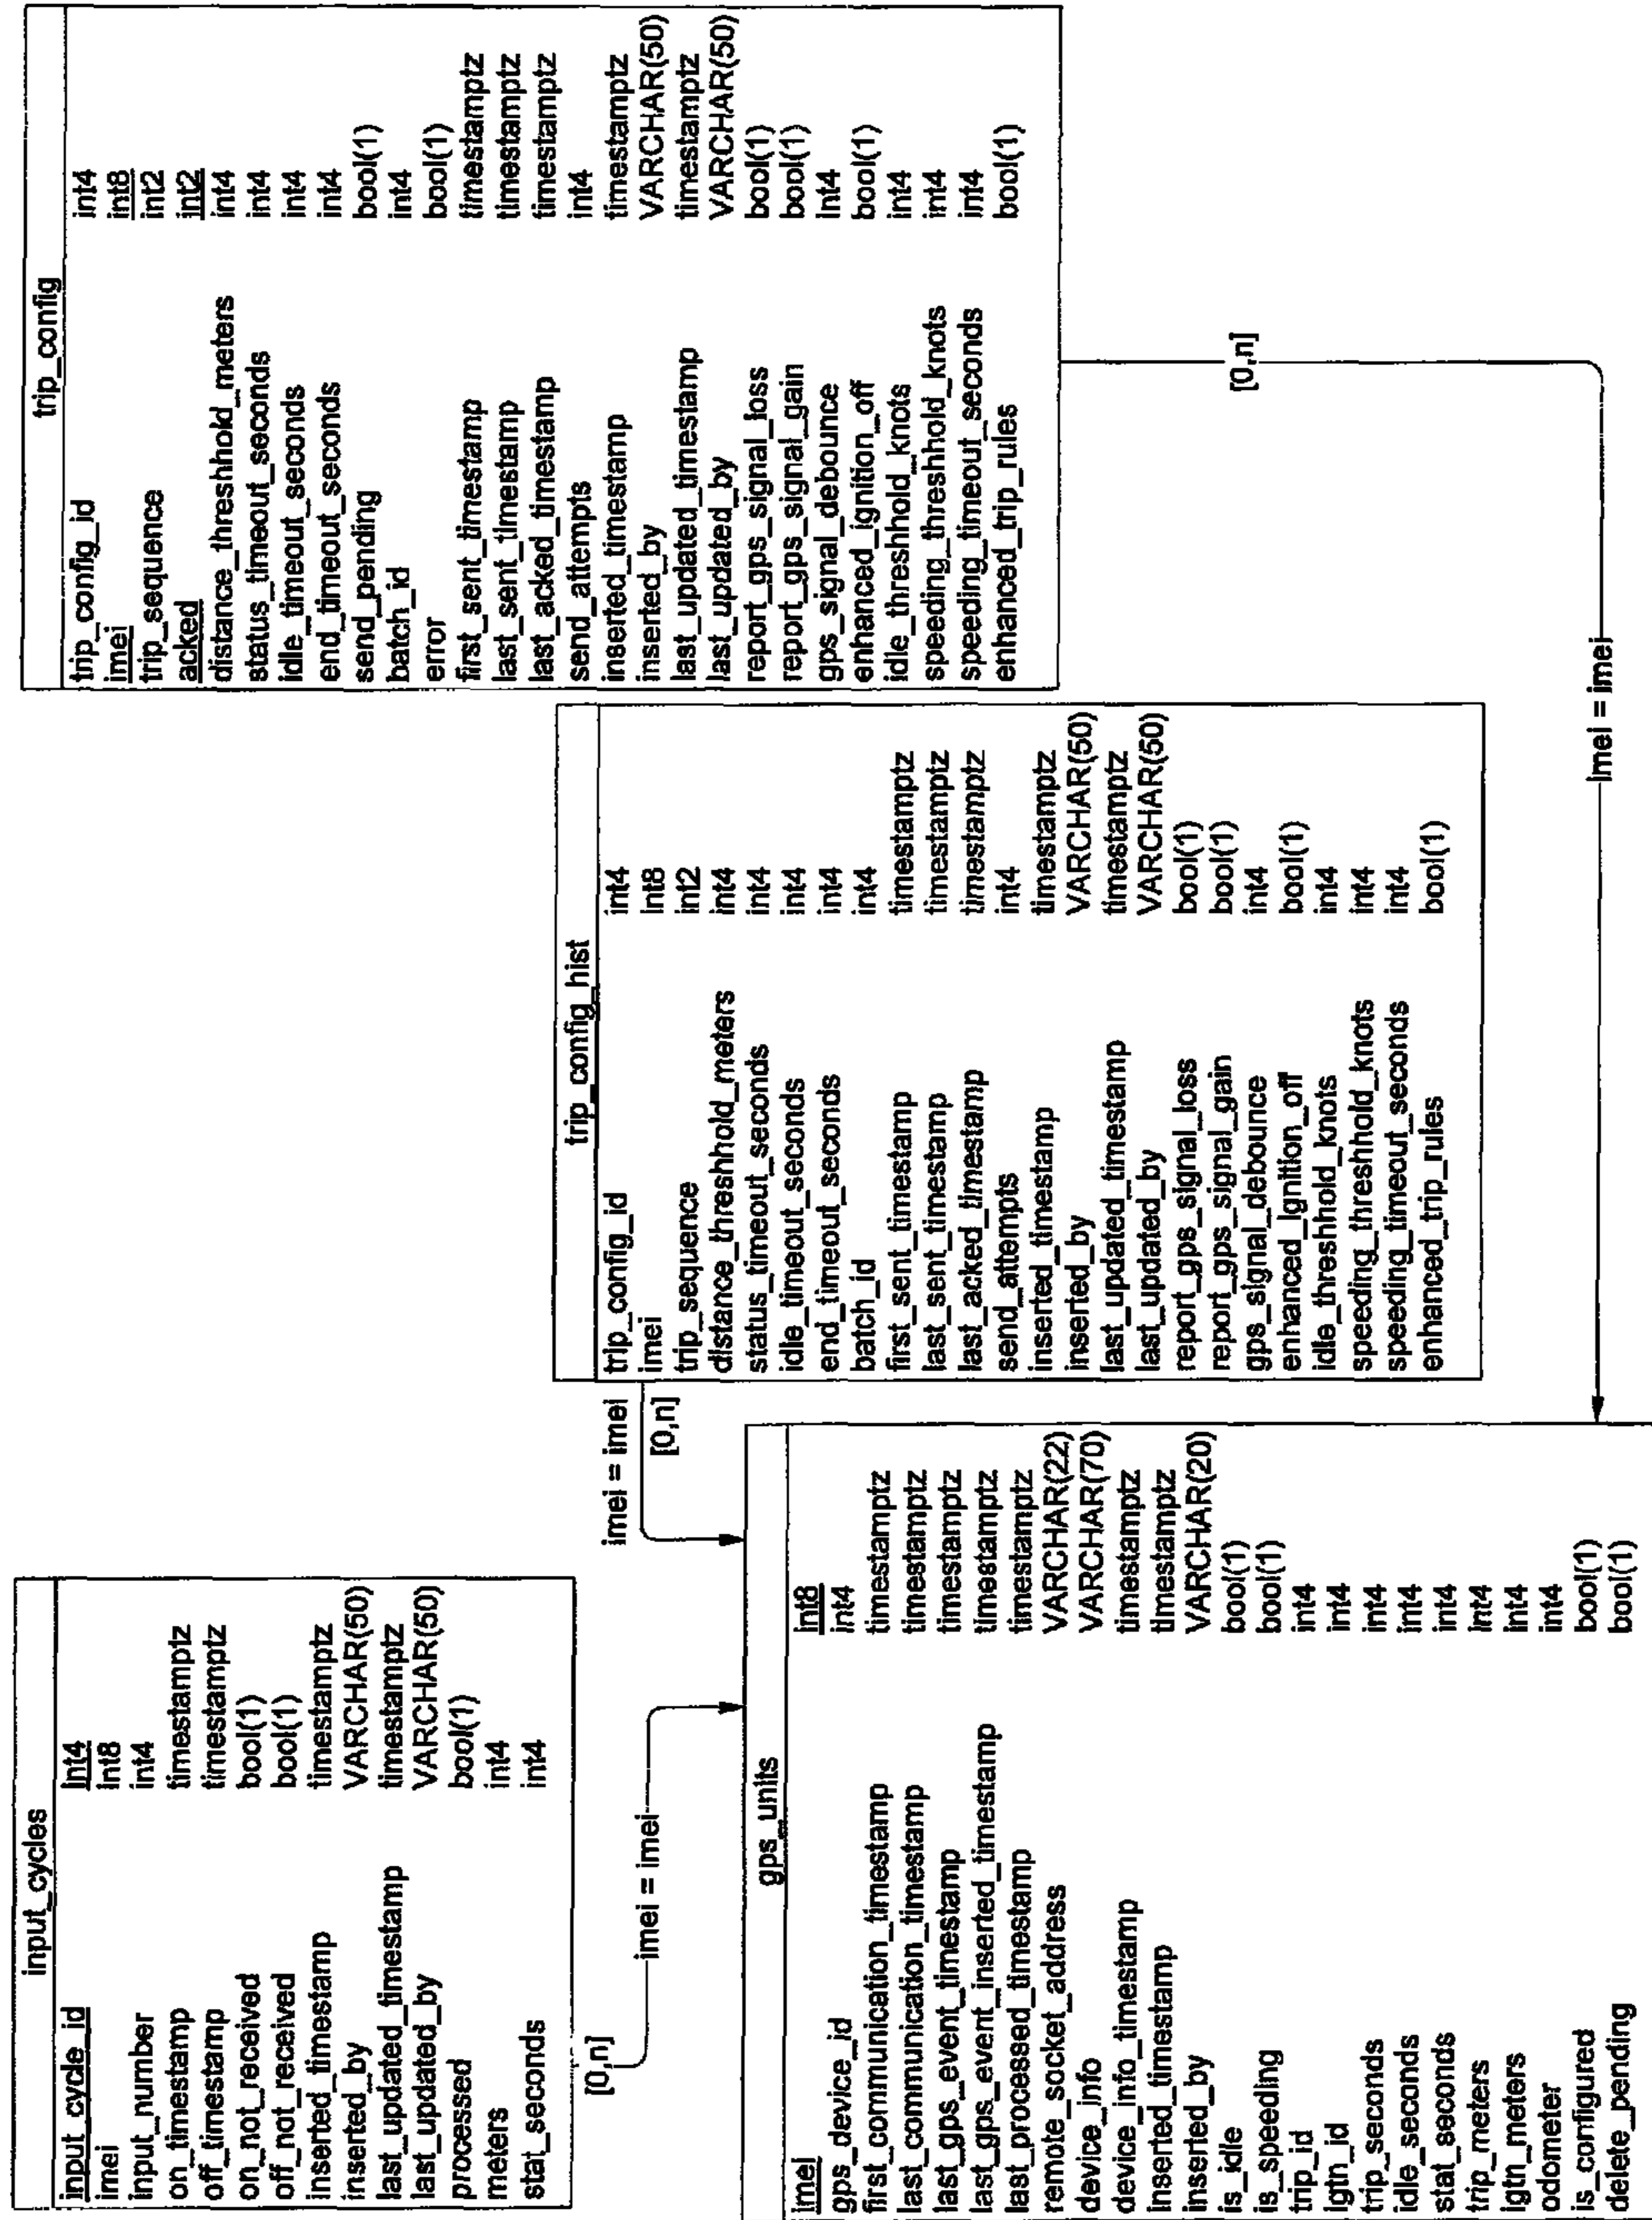 input_cycles
input_cycle_id int4
imei int8
input_number int4
on_timestamp timestamptz
off_timestamp timestamptz
on_not_received bool(1)
off_not_received bool(1)
inserted_timestamp timestamptz
inserted_by VARCHAR(50)
last_updated_timestamp timestamptz
last_updated_by VARCHAR(50)
processed bool(1)
meters int4
stat_seconds int4
[0,n]
imei = imei
gps_units
imei int8
gps_device_id int4
first_communication_timestamp timestamptz
last_communication_timestamp timestamptz
last_gps_event_timestamp timestamptz
last_gps_event_inserted_timestamp timestamptz
last_processed_timestamp timestamptz
remote_socket_address VARCHAR(22)
device_info VARCHAR(70)
device_info_timestamp timestamptz
inserted_timestamp timestamptz
inserted_by VARCHAR(20)
is_idle bool(1)
is_speeding bool(1)
trip_id int4
igtn_id int4
trip_seconds int4
idle_seconds int4
stat_seconds int4
trip_meters int4
igtn_meters int4
odometer int4
is_configured bool(1)
delete_pending bool(1)
imei = imei
[0,n]
trip_config_hist
trip_config_id int4
imei int8
trip_sequence int2
distance_threshhold_meters int4
status_timeout_seconds int4
idle_timeout_seconds int4
end_timeout_seconds int4
batch_id int4
first_sent_timestamp timestamptz
last_sent_timestamp timestamptz
last_acked_timestamp timestamptz
send_attempts int4
inserted_timestamp timestamptz
inserted_by VARCHAR(50)
last_updated_timestamp timestamptz
last_updated_by VARCHAR(50)
report_gps_signal_loss bool(1)
report_gps_signal_gain bool(1)
gps_signal_debounce int4
enhanced_ignition_off bool(1)
idle_threshhold_knots int4
speeding_threshhold_knots int4
speeding_timeout_seconds int4
enhanced_trip_rules bool(1)
trip_config
trip_config_id int4
imei int8
trip_sequence int2
acked int2
distance_threshhold_meters int4
status_timeout_seconds int4
idle_timeout_seconds int4
end_timeout_seconds int4
send_pending bool(1)
batch_id int4
error bool(1)
first_sent_timestamp timestamptz
last_sent_timestamp timestamptz
last_acked_timestamp timestamptz
send_attempts int4
inserted_timestamp timestamptz
inserted_by VARCHAR(50)
last_updated_timestamp timestamptz
last_updated_by VARCHAR(50)
report_gps_signal_loss bool(1)
report_gps_signal_gain bool(1)
gps_signal_debounce int4
enhanced_ignition_off bool(1)
idle_threshhold_knots int4
speeding_threshhold_knots int4
speeding_timeout_seconds int4
enhanced_trip_rules bool(1)
[0,n]
imei = imei